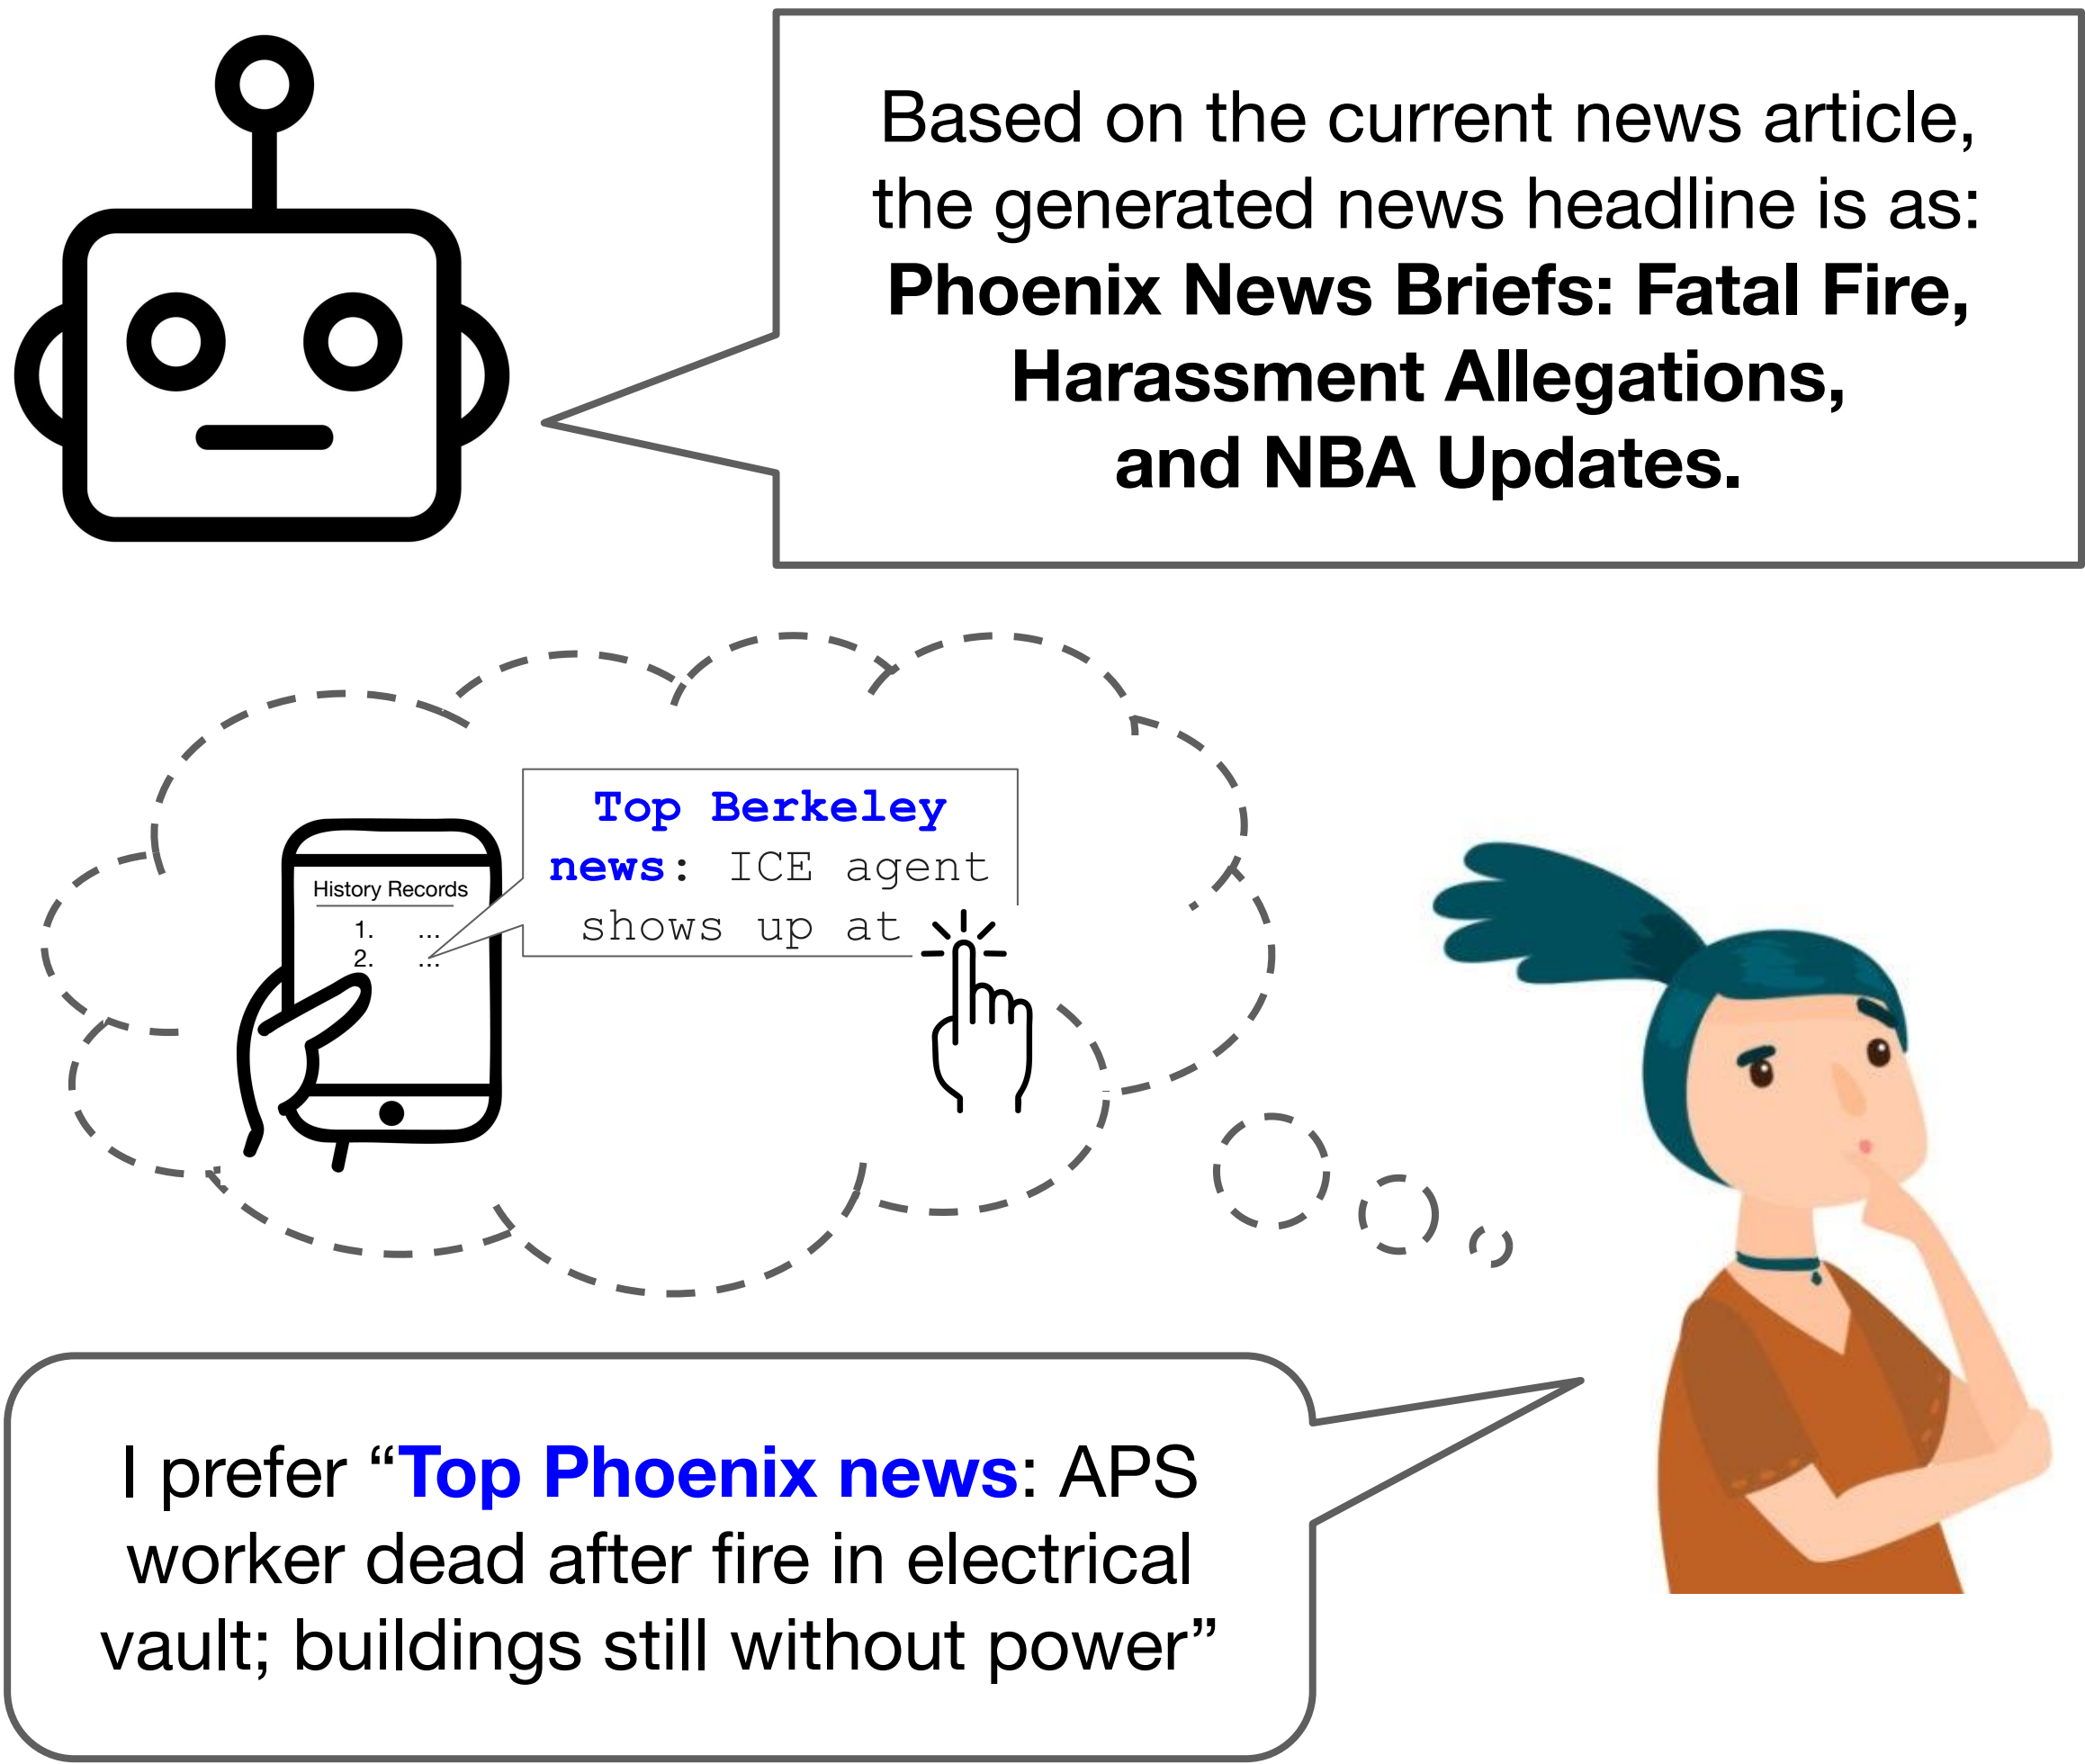 Based on the current news article,
the generated news headline is as:
Phoenix News Briefs: Fatal Fire,
Harassment Allegations,
and NBA Updates.
Top Berkeley
news: ICE agent
shows up at
History Records
1. ...
2. ...
I prefer “Top Phoenix news: APS
worker dead after fire in electrical
vault; buildings still without power”